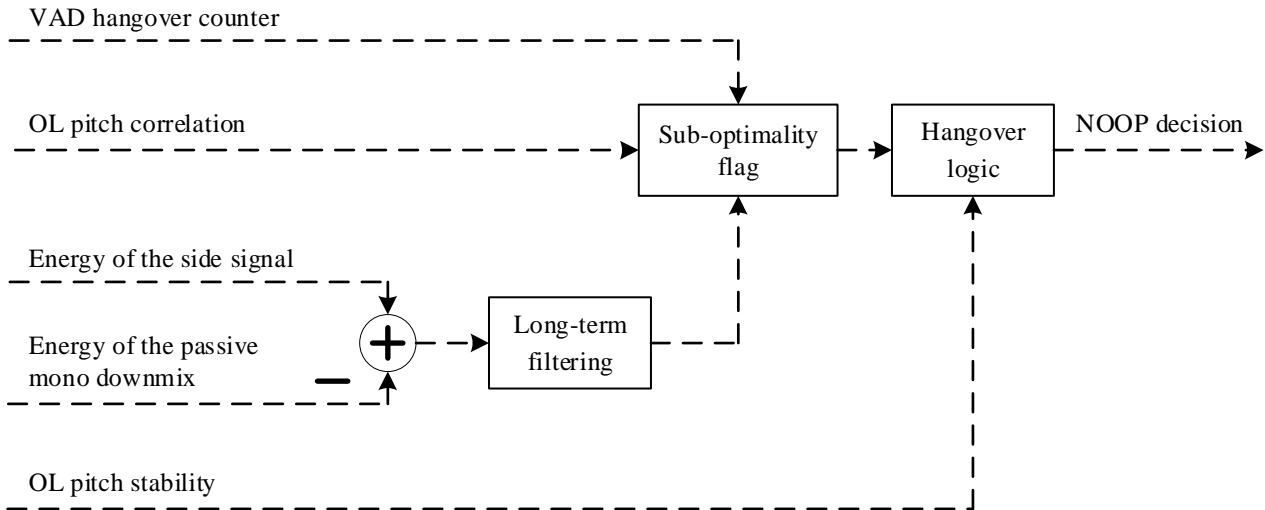 VAD hangover counter
OL pitch correlation
Sub-optimality
flag
Hangover
logic
NOOP decision
Energy of the side signal
Energy of the passive
mono downmix
+
−
Long-term
filtering
OL pitch stability